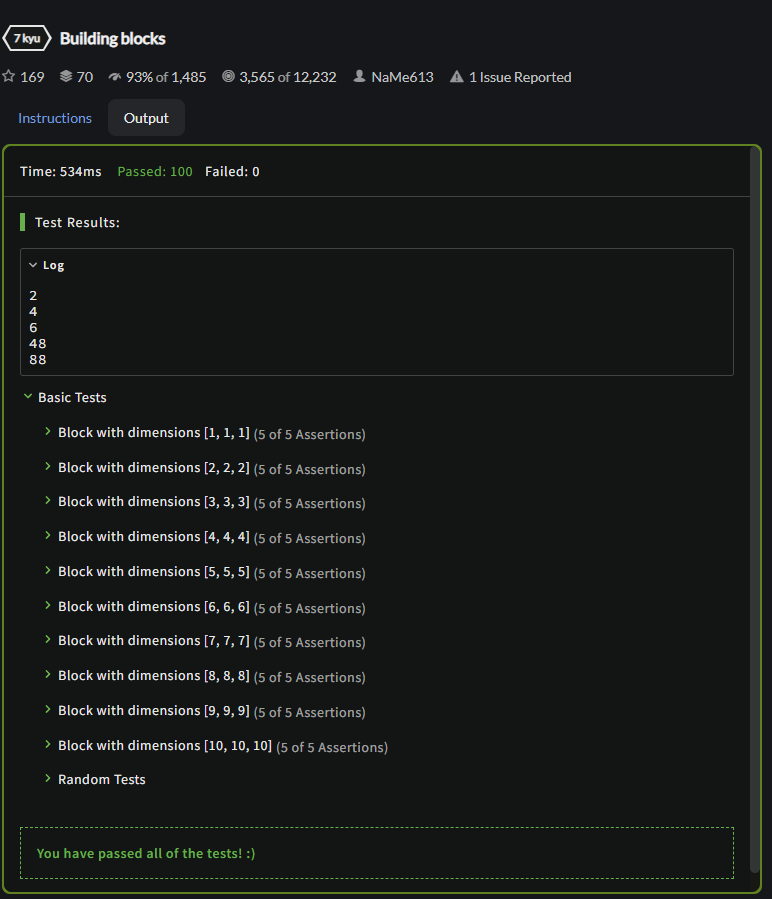 7 kyu Building blocks
169 70 93% of 1,485 3,565 of 12,232 NaMe613 1 Issue Reported
Instructions Output
Time: 534ms Passed: 100 Failed: 0
Test Results:
Log
2
4
6
48
88
Basic Tests
Block with dimensions [1, 1, 1] (5 of 5 Assertions)
Block with dimensions [2, 2, 2] (5 of 5 Assertions)
Block with dimensions [3, 3, 3] (5 of 5 Assertions)
Block with dimensions [4, 4, 4] (5 of 5 Assertions)
Block with dimensions [5, 5, 5] (5 of 5 Assertions)
Block with dimensions [6, 6, 6] (5 of 5 Assertions)
Block with dimensions [7, 7, 7] (5 of 5 Assertions)
Block with dimensions [8, 8, 8] (5 of 5 Assertions)
Block with dimensions [9, 9, 9] (5 of 5 Assertions)
Block with dimensions [10, 10, 10] (5 of 5 Assertions)
Random Tests
You have passed all of the tests! :)